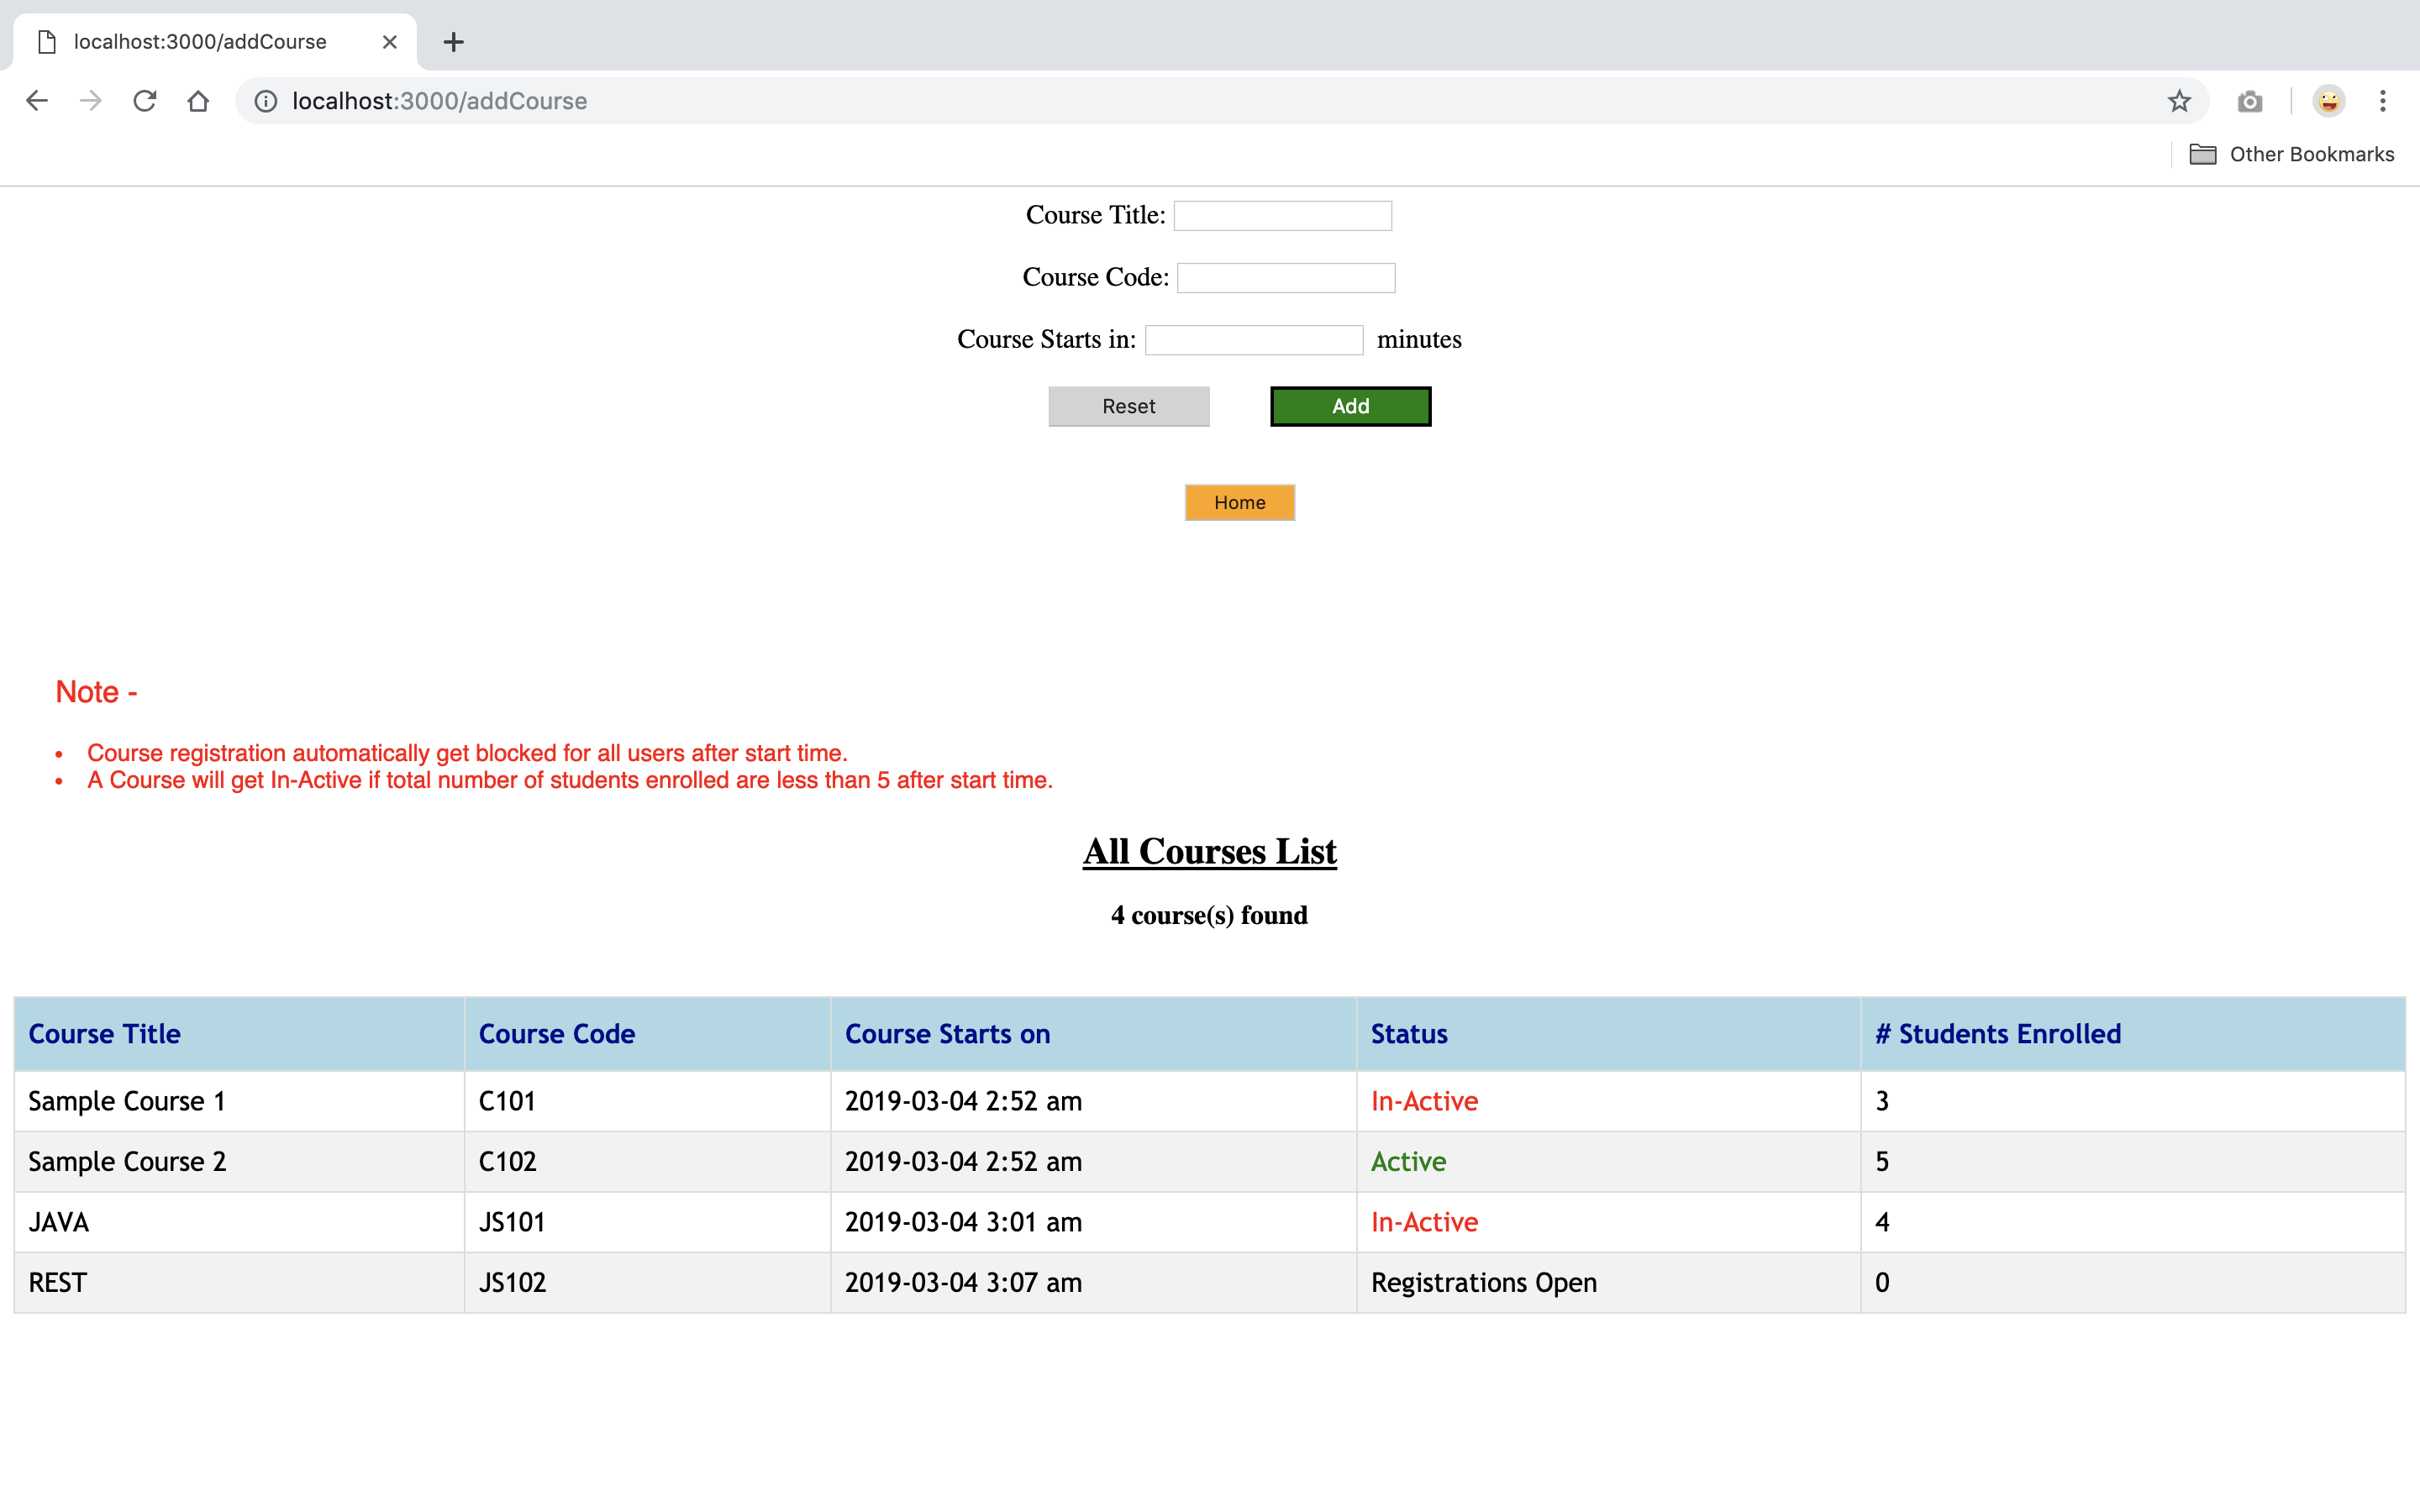 localhost:3000/addCourse
localhost:3000/addCourse
Other Bookmarks
Course Title:
Course Code:
Course Starts in: minutes
Reset Add
Home
Note -
• Course registration automatically get blocked for all users after start time.
• A Course will get In-Active if total number of students enrolled are less than 5 after start time.
All Courses List
4 course(s) found
Course Title Course Code Course Starts on Status # Students Enrolled
Sample Course 1 C101 2019-03-04 2:52 am In-Active 3
Sample Course 2 C102 2019-03-04 2:52 am Active 5
JAVA JS101 2019-03-04 3:01 am In-Active 4
REST JS102 2019-03-04 3:07 am Registrations Open 0